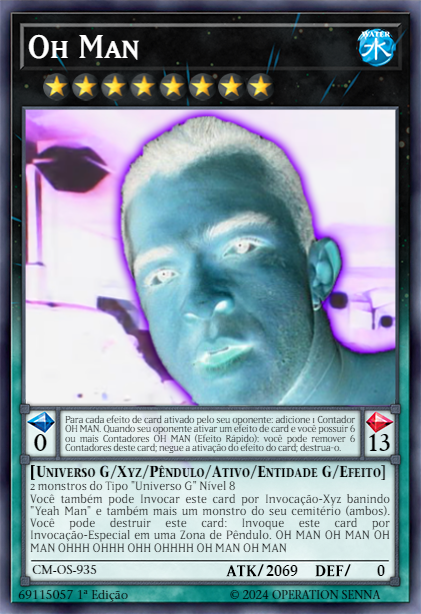 OH MAN
WATER
水
Para cada efeito de card ativado pelo seu oponente: adicione 1 Contador
OH MAN. Quando seu oponente ativar um efeito de card e você possuir 6
ou mais Contadores OH MAN (Efeito Rápido): você pode remover 6
Contadores deste card; negue a ativação do efeito do card; destrua-o.
0
13
[UNIVERSO G/XYZ/PÊNDULO/ATIVO/ENTIDADE G/EFEITO]
2 monstros do Tipo "Universo G" Nível 8
Você também pode Invocar este card por Invocação-Xyz banindo
"Yeah Man" e também mais um monstro do seu cemitério (ambos).
Você pode destruir este card: Invoque este card por
Invocação-Especial em uma Zona de Pêndulo. OH MAN OH MAN OH
MAN OHHH OHHH OHH OHHHH OH MAN OH MAN
CM-OS-935
ATK/ 2069 DEF/ 0
69115057 1ª Edição
© 2024 OPERATION SENNA